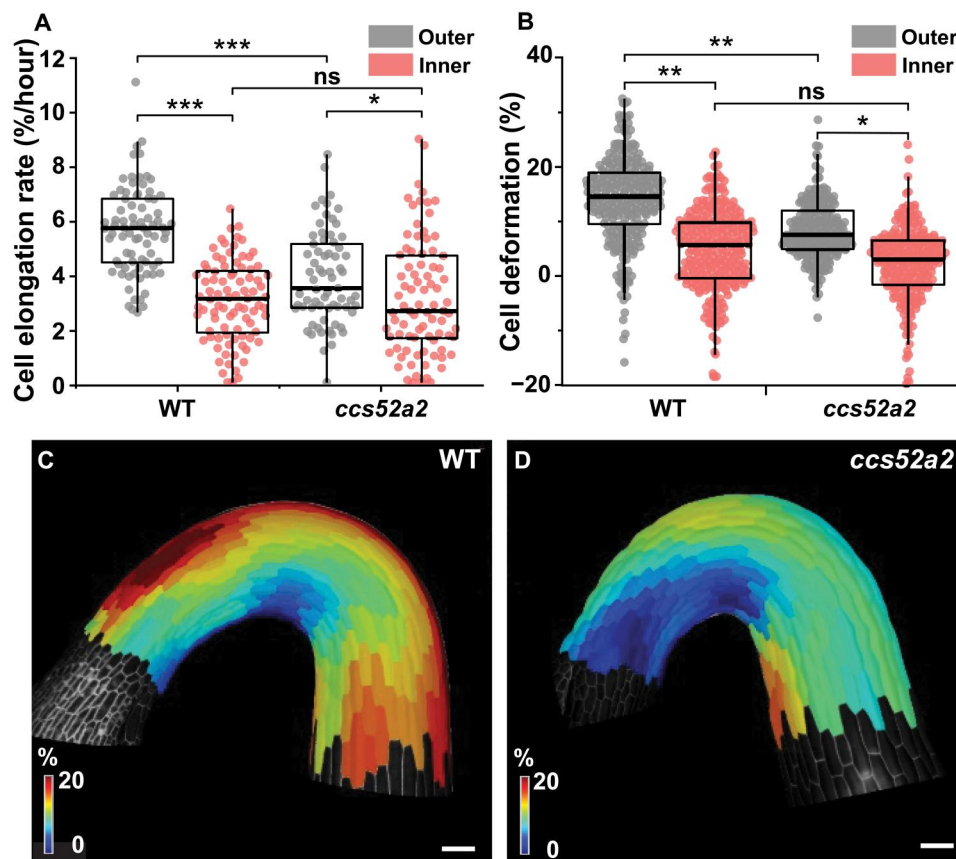 A
Outer
Inner
Cell elongation rate (%/hour)
12
10
8
6
4
2
0
***
ns
***
*
WT
ccs52a2
B
Outer
Inner
Cell deformation (%)
40
20
0
−20
**
**
ns
*
WT
ccs52a2
C
WT
%
20
0
D
ccs52a2
%
20
0